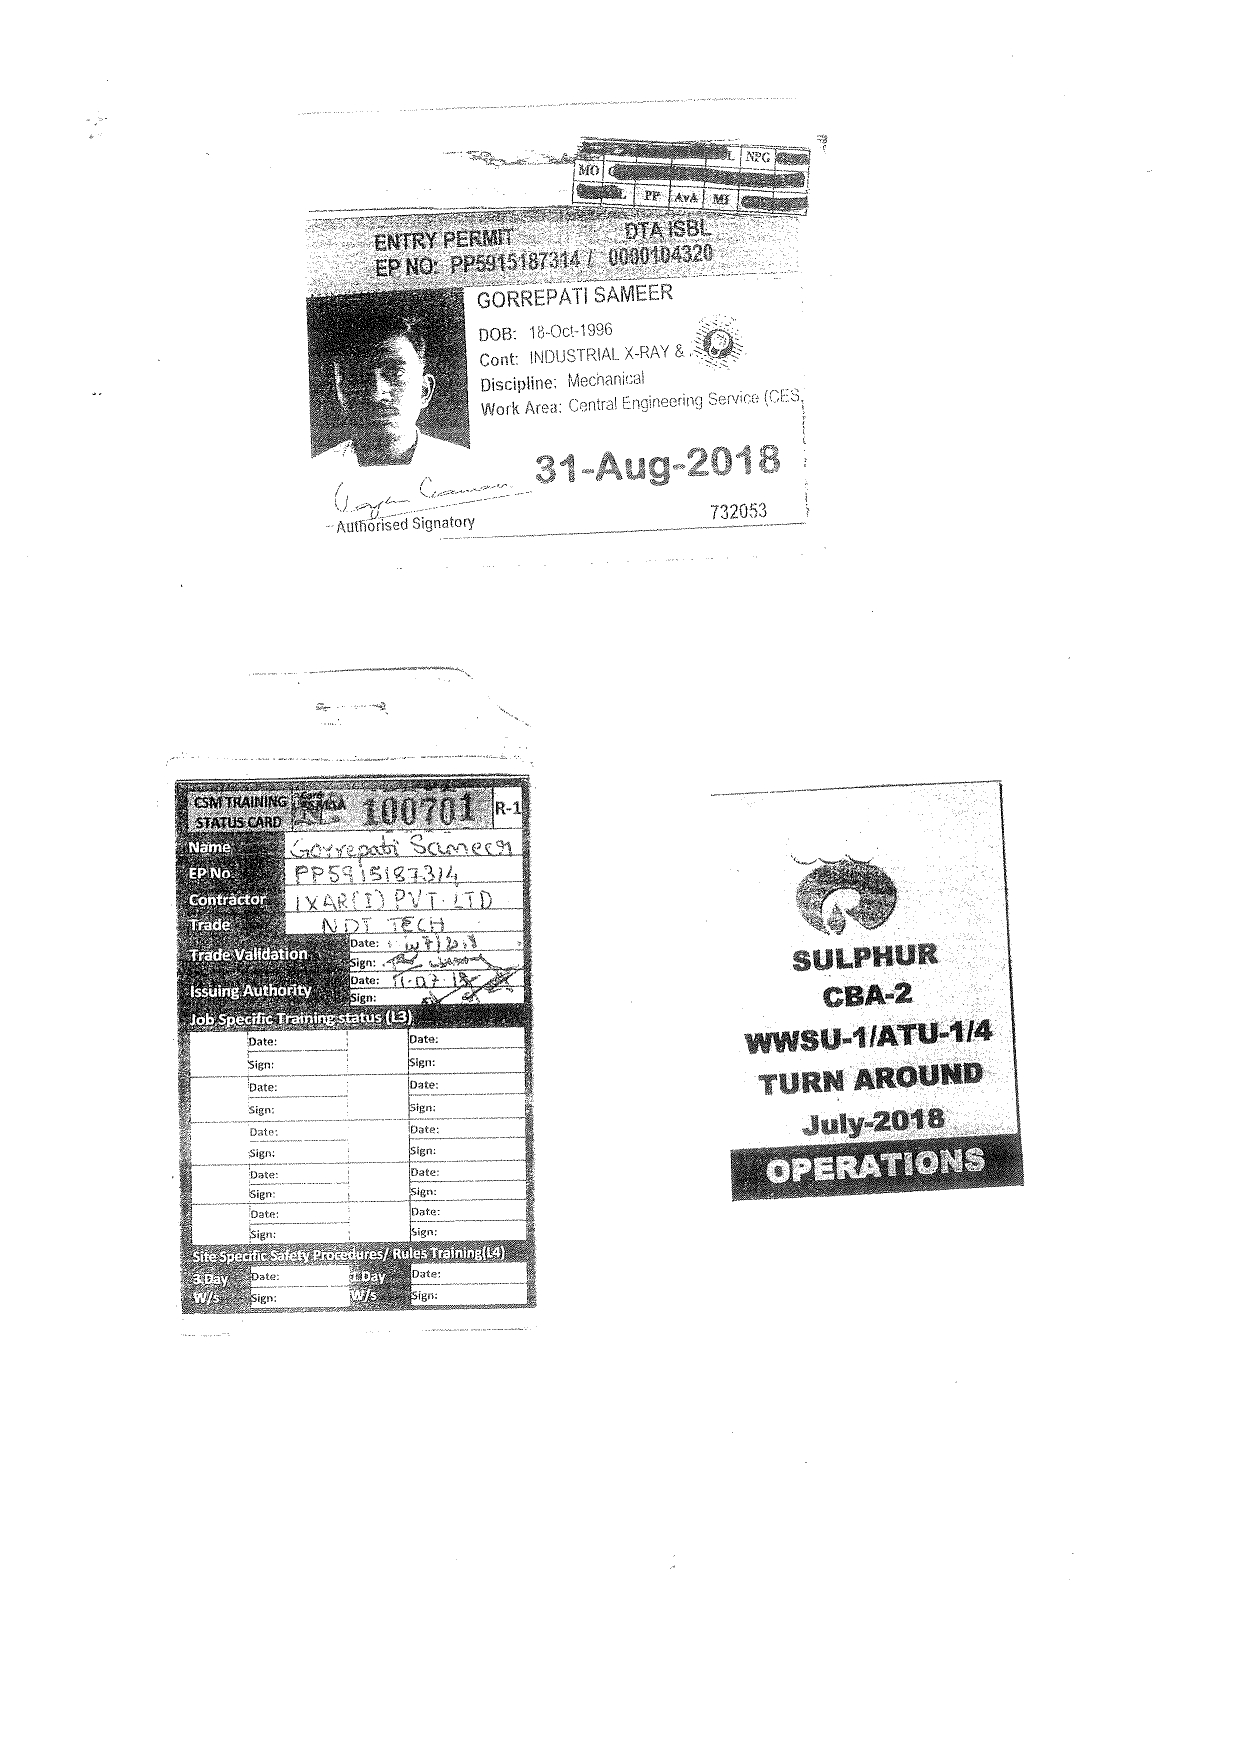 L NPG
MO
L PP AvA MI
ENTRY PERMIT DTA ISBL
EP NO: PP5915187314 / 0000104320
GORREPATI SAMEER
DOB: 18-Oct-1996
Cont: INDUSTRIAL X-RAY &
Discipline: Mechanical
Work Area: Central Engineering Service (CES,
31-Aug-2018
Authorised Signatory
732053
CSM TRAINING
STATUS CARD
100701 R-1
Name Gorrepati Sameer
EP No PP5915187314
Contractor IXAR(I) PVT. LTD
Trade NDT TECH
Trade Validation Date:
Sign:
Issuing Authority Date: 11.07.18
Sign:
Job Specific Training status (L3)
Date: Date:
Sign: Sign:
Date: Date:
Sign: Sign:
Date: Date:
Sign: Sign:
Date: Date:
Sign: Sign:
Date: Date:
Sign: Sign:
Site Specific Safety Procedures/ Rules Training(L4)
3 Day Date: 1 Day Date:
W/s Sign: W/s Sign:
SULPHUR
CBA-2
WWSU-1/ATU-1/4
TURN AROUND
July-2018
OPERATIONS